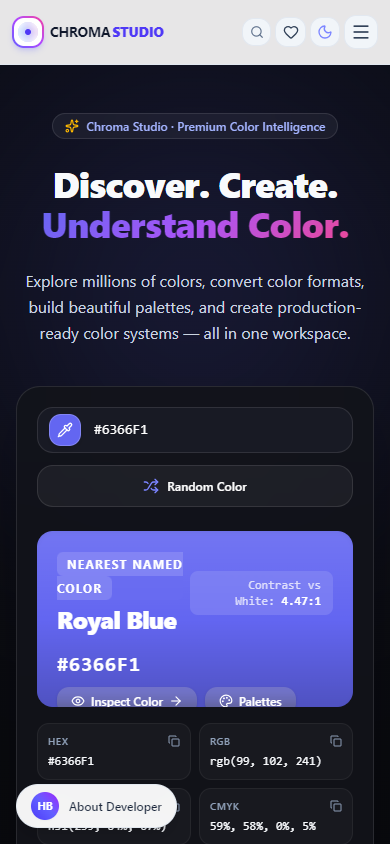 CHROMA STUDIO
Chroma Studio · Premium Color Intelligence
Discover. Create.
Understand Color.
Explore millions of colors, convert color formats,
build beautiful palettes, and create production-
ready color systems — all in one workspace.
#6366F1
Random Color
NEAREST NAMED
COLOR
Contrast vs
White: 4.47:1
Royal Blue
#6366F1
Inspect Color →
Palettes
HEX
#6366F1
RGB
rgb(99, 102, 241)
CMYK
59%, 58%, 0%, 5%
HB About Developer